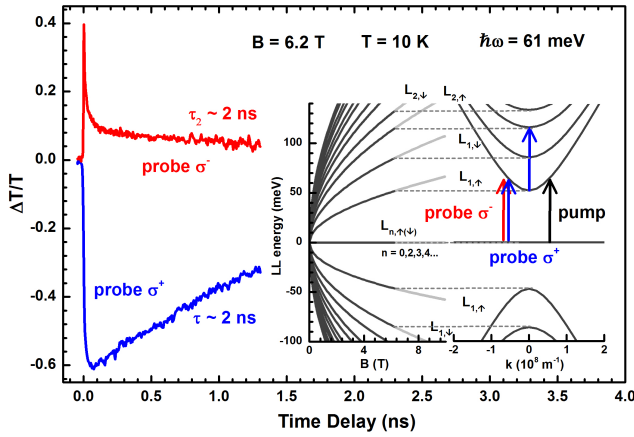 B = 6.2 T T = 10 K ℏω = 61 meV
0.4
0.2
0.0
-0.2
-0.4
-0.6
ΔT/T
τ₂ ~ 2 ns
probe σ⁻
probe σ⁺
τ ~ 2 ns
0.0 0.5 1.0 1.5 2.0 2.5 3.0 3.5 4.0
Time Delay (ns)
L₂,↓ L₂,↑
L₁,↓
L₁,↑
Lₙ,↑(↓)
n = 0,2,3,4...
L₁,↑
L₁,↓
100
50
0
-50
-100
LL energy (meV)
probe σ⁻
pump
probe σ⁺
0 4 8 -2 -1 0 1 2
B (T) k (10⁸ m⁻¹)